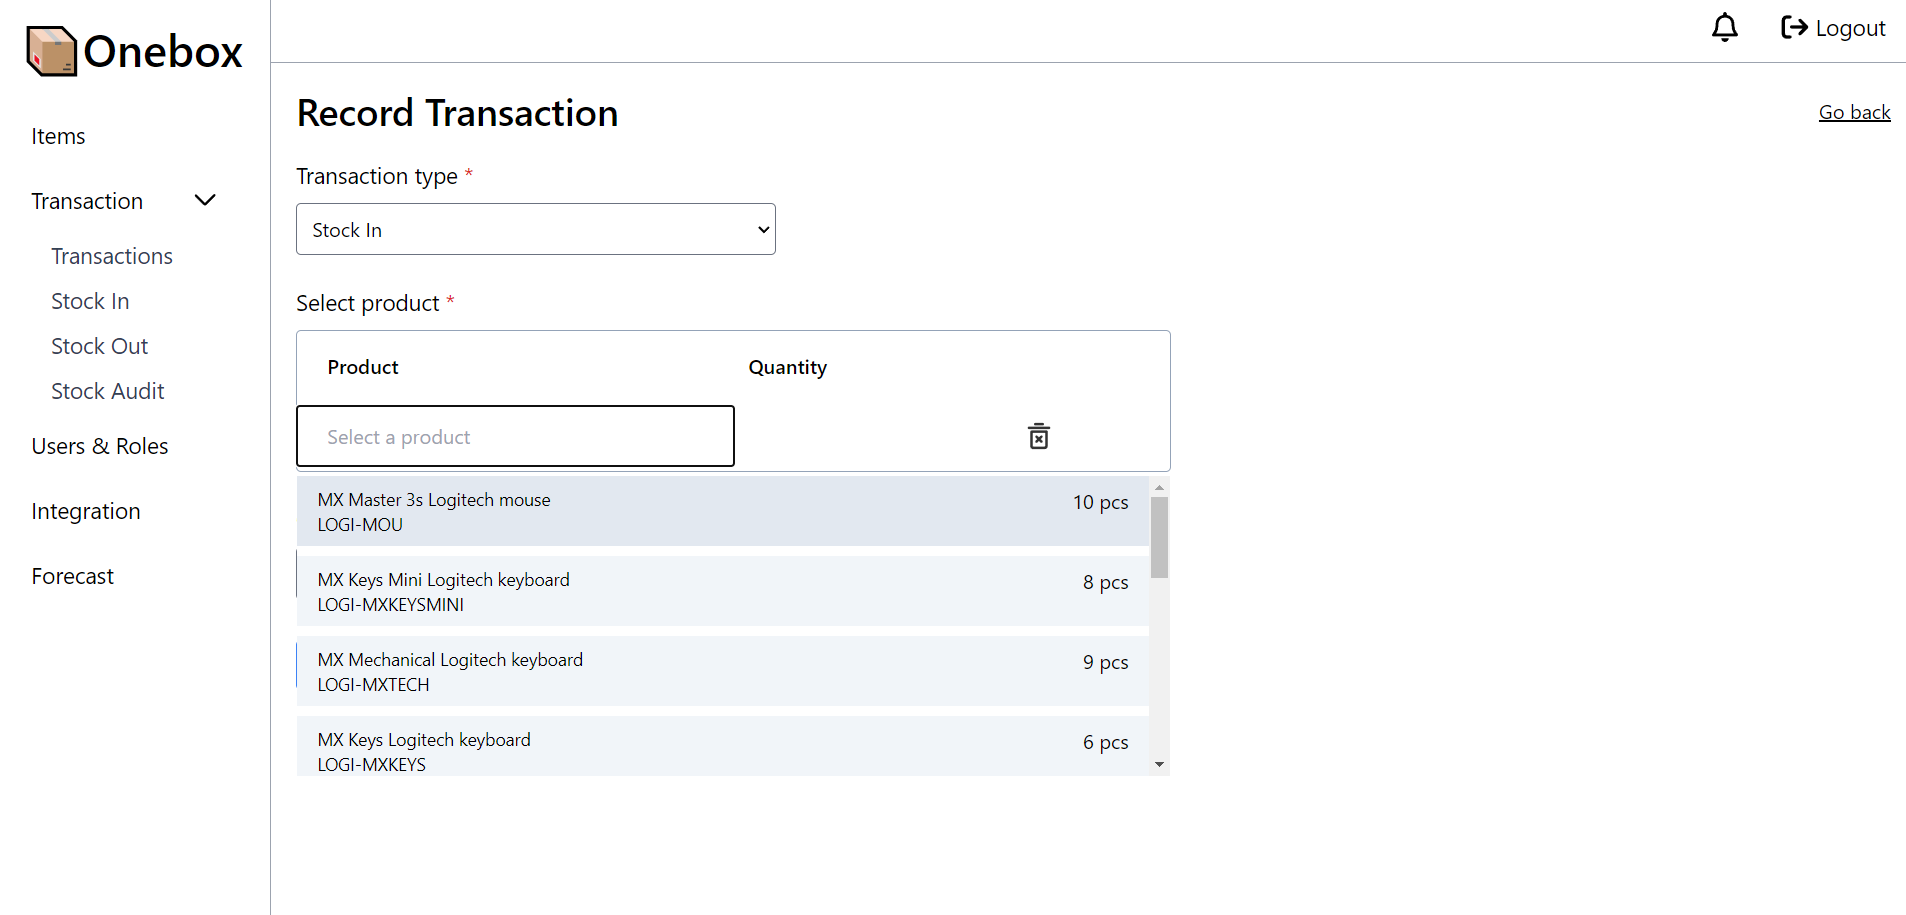 Onebox
Logout
Items
Transaction
Transactions
Stock In
Stock Out
Stock Audit
Users & Roles
Integration
Forecast
Record Transaction
Go back
Transaction type *
Stock In
Select product *
Product Quantity
Select a product
MX Master 3s Logitech mouse 10 pcs
LOGI-MOU
MX Keys Mini Logitech keyboard 8 pcs
LOGI-MXKEYSMINI
MX Mechanical Logitech keyboard 9 pcs
LOGI-MXTECH
MX Keys Logitech keyboard 6 pcs
LOGI-MXKEYS